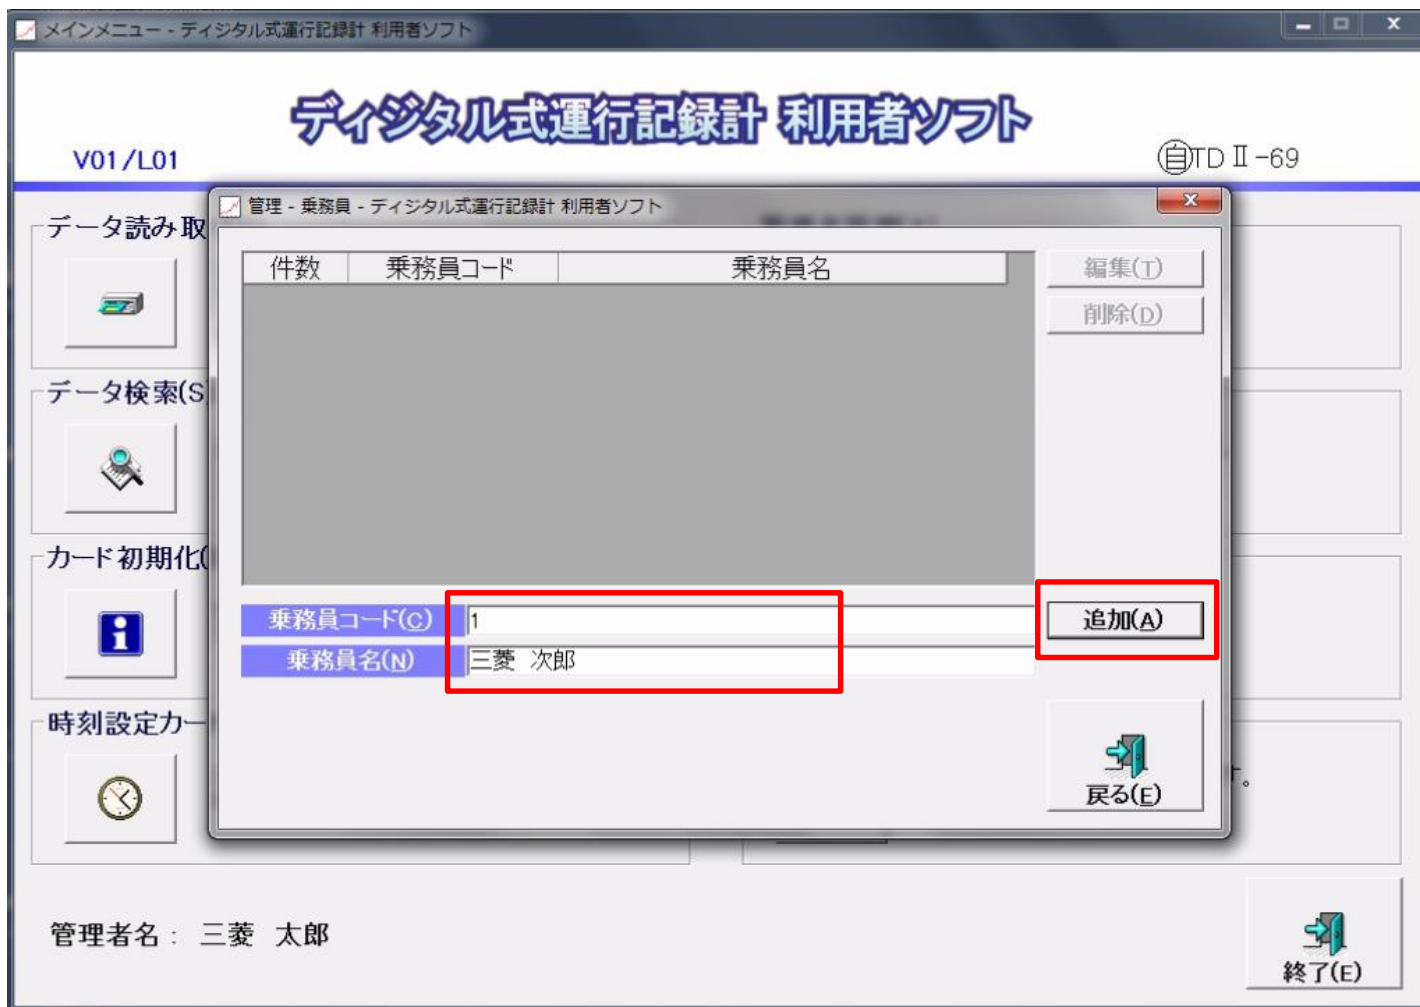 メインメニュー - ディジタル式運行記録計 利用者ソフト
ディジタル式運行記録計 利用者ソフト
V01/L01
自TDⅡ-69
管理 - 乗務員 - ディジタル式運行記録計 利用者ソフト
データ読み取
件数 乗務員コード 乗務員名
編集(T)
削除(D)
データ検索(S)
カード初期化(
乗務員コード(C) 1
追加(A)
乗務員名(N) 三菱 次郎
時刻設定カー
戻る(E)
す。
管理者名： 三菱 太郎
終了(E)